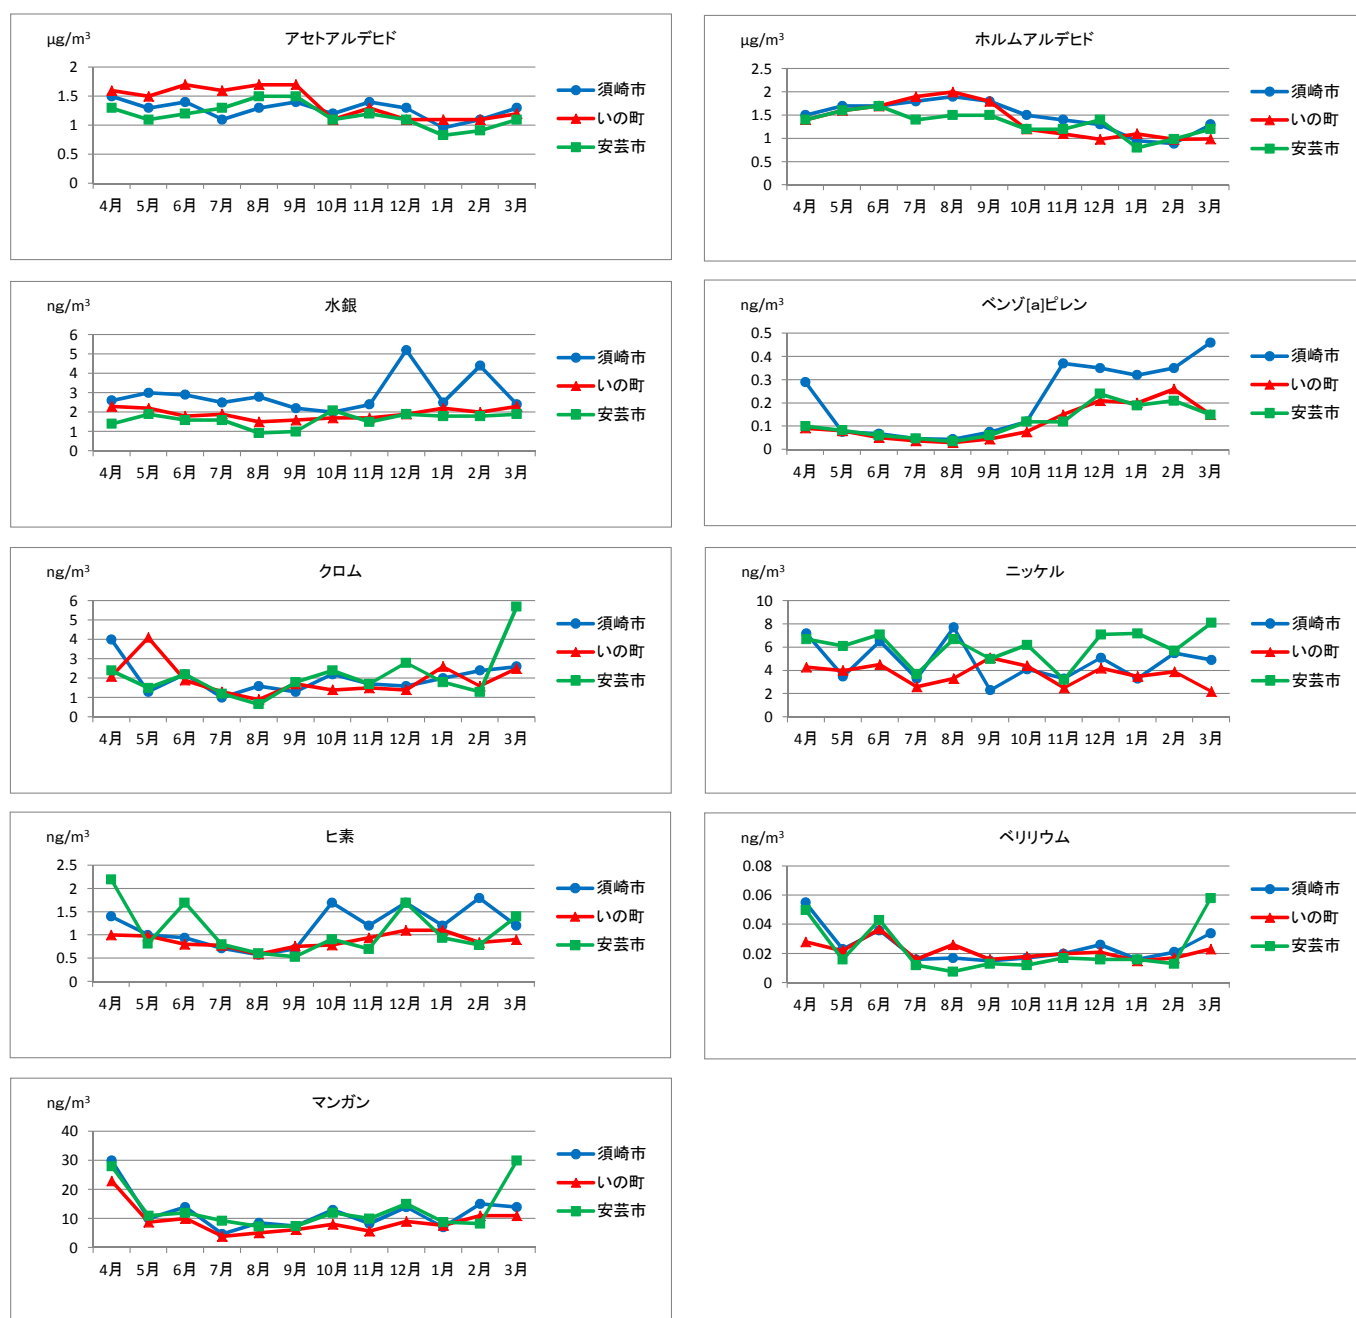 µg/m³
アセトアルデヒド
2
1.5
1
0.5
0
4月 5月 6月 7月 8月 9月 10月 11月 12月 1月 2月 3月
須崎市
いの町
安芸市
µg/m³
ホルムアルデヒド
2.5
2
1.5
1
0.5
0
4月 5月 6月 7月 8月 9月 10月 11月 12月 1月 2月 3月
須崎市
いの町
安芸市
ng/m³
水銀
6
5
4
3
2
1
0
4月 5月 6月 7月 8月 9月 10月 11月 12月 1月 2月 3月
須崎市
いの町
安芸市
ng/m³
ベンゾ[a]ピレン
0.5
0.4
0.3
0.2
0.1
0
4月 5月 6月 7月 8月 9月 10月 11月 12月 1月 2月 3月
須崎市
いの町
安芸市
ng/m³
クロム
6
5
4
3
2
1
0
4月 5月 6月 7月 8月 9月 10月 11月 12月 1月 2月 3月
須崎市
いの町
安芸市
ng/m³
ニッケル
10
8
6
4
2
0
4月 5月 6月 7月 8月 9月 10月 11月 12月 1月 2月 3月
須崎市
いの町
安芸市
ng/m³
ヒ素
2.5
2
1.5
1
0.5
0
4月 5月 6月 7月 8月 9月 10月 11月 12月 1月 2月 3月
須崎市
いの町
安芸市
ng/m³
ベリリウム
0.08
0.06
0.04
0.02
0
4月 5月 6月 7月 8月 9月 10月 11月 12月 1月 2月 3月
須崎市
いの町
安芸市
ng/m³
マンガン
40
30
20
10
0
4月 5月 6月 7月 8月 9月 10月 11月 12月 1月 2月 3月
須崎市
いの町
安芸市